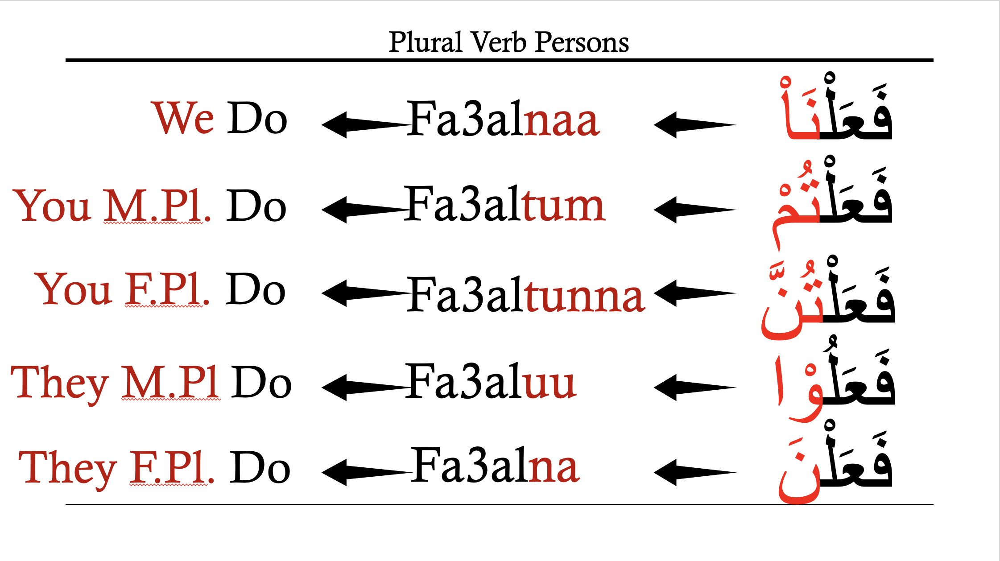 Plural Verb Persons
We Do Fa3alnaa فَعَلْنَاْ
You M.Pl. Do Fa3altum فَعَلْتُمْ
You F.Pl. Do Fa3altunna فَعَلْتُنَّ
They M.Pl Do Fa3aluu فَعَلُوْا
They F.Pl. Do Fa3alna فَعَلْنَ